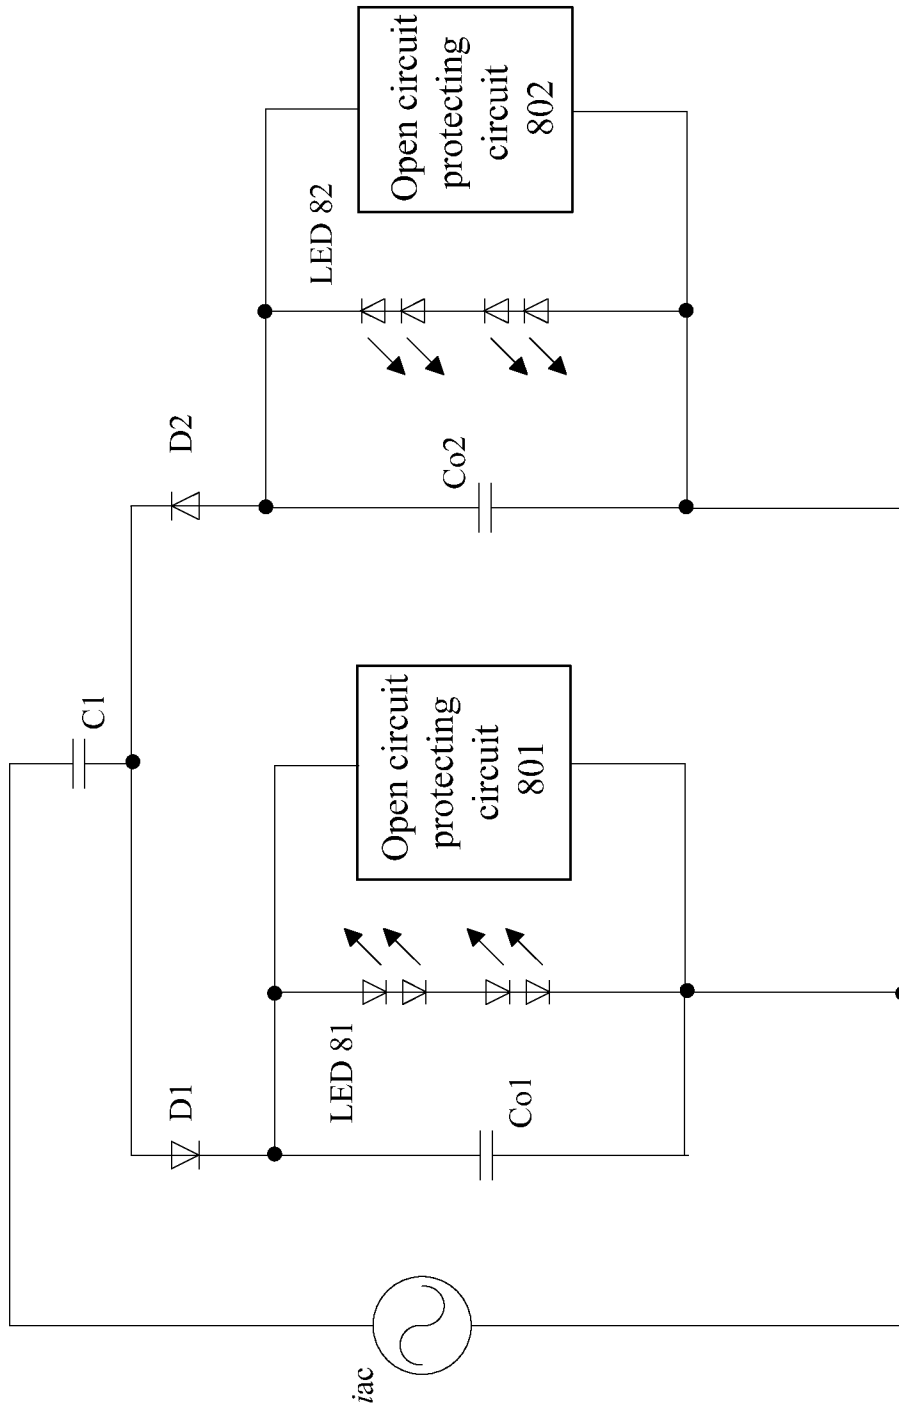 iac
C1
D1
D2
LED 81
Co1
Open circuit
protecting
circuit
801
Co2
LED 82
Open circuit
protecting
circuit
802